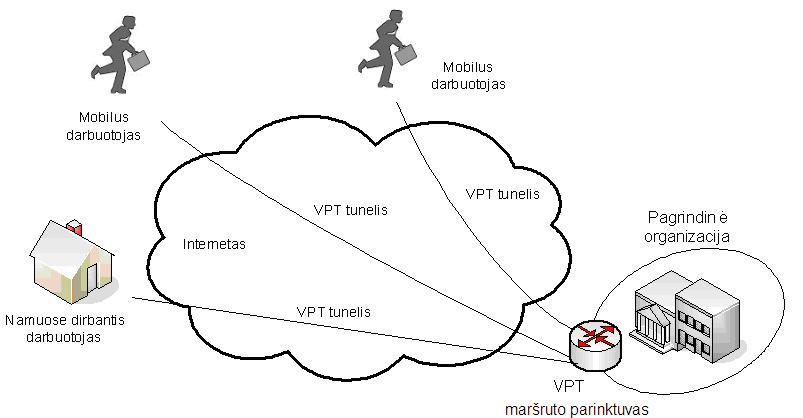 Mobilus
darbuotojas
Mobilus
darbuotojas
VPT tunelis
VPT tunelis
Internetas
Pagrindin ė
organizacija
VPT tunelis
Namuose dirbantis
darbuotojas
VPT
maršruto parinktuvas